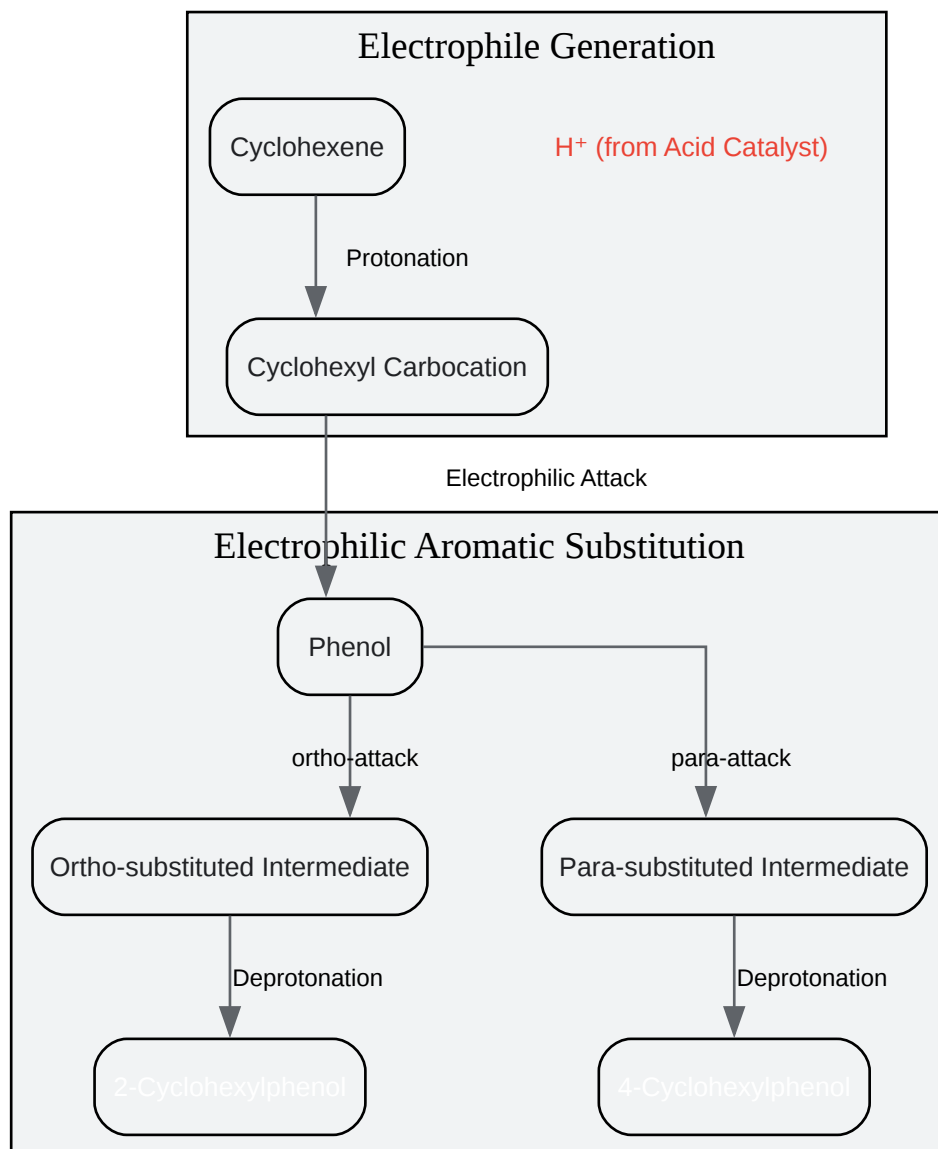 Electrophile Generation
Cyclohexene
H⁺ (from Acid Catalyst)
Protonation
Cyclohexyl Carbocation
Electrophilic Attack
Electrophilic Aromatic Substitution
Phenol
ortho-attack
para-attack
Ortho-substituted Intermediate
Para-substituted Intermediate
Deprotonation
Deprotonation
2-Cyclohexylphenol
4-Cyclohexylphenol